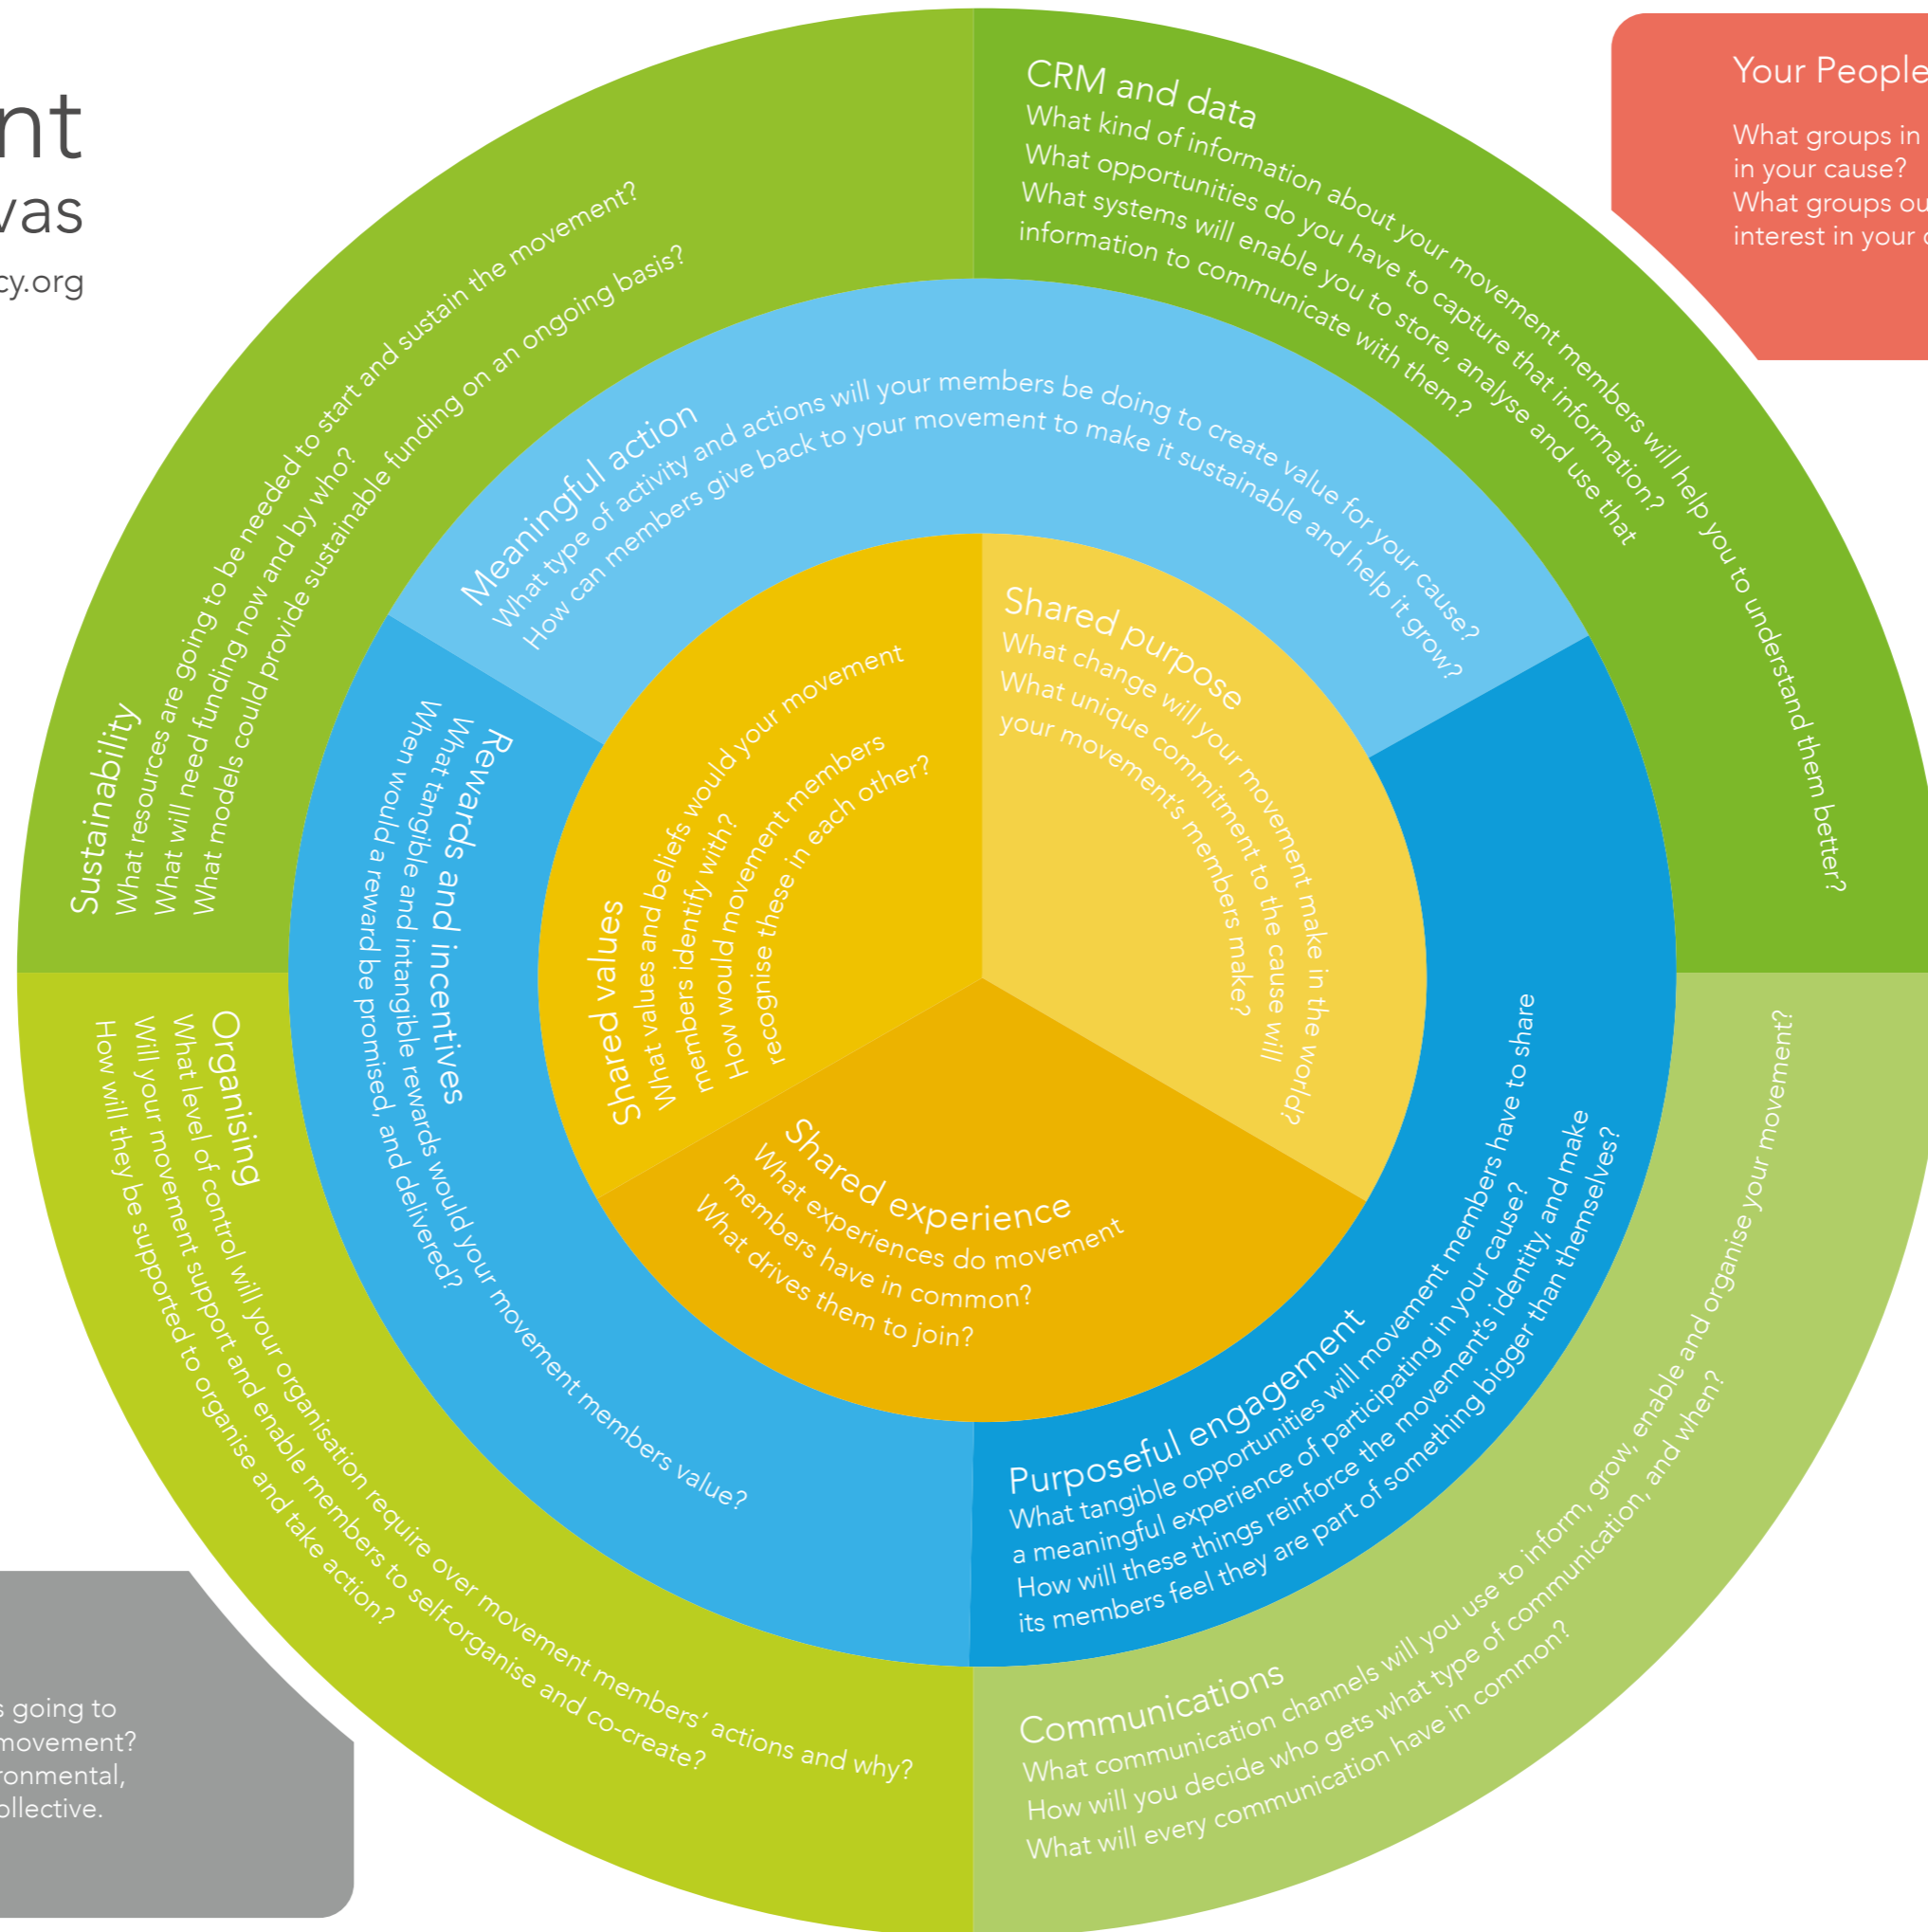 nt
vas
cy.org
CRM and data
What kind of information about your movement members will help you to understand them better?
What opportunities do you have to capture that information?
What systems will enable you to store, analyse and use that
information to communicate with them?
Your People
What groups in
in your cause?
What groups ou
interest in your c
Sustainability
What resources are going to be needed to start and sustain the movement?
What will need funding now and by who?
What models could provide sustainable funding on an ongoing basis?
Meaningful action
What type of activity and actions will your members be doing to create value for your cause?
How can members give back to your movement to make it sustainable and help it grow?
Shared purpose
What change will your movement make in the world?
What unique commitment to the cause will
your movement's members make?
Shared values
What values and beliefs would your movement
members identify with?
How would movement members
recognise these in each other?
Rewards and incentives
What tangible and intangible rewards would your movement members value?
When would a reward be promised, and delivered?
Shared experience
What experiences do movement
members have in common?
What drives them to join?
Purposeful engagement
What tangible opportunities will movement members have to share
a meaningful experience of participating in your cause?
How will these things reinforce the movement's identity, and make
its members feel they are part of something bigger than themselves?
Organising
What level of control will your organisation require over movement members' actions and why?
Will your movement support and enable members to self-organise and co-create?
How will they be supported to organise and take action?
Communications
What communication channels will you use to inform, grow, enable and organise your movement?
How will you decide who gets what type of communication, and when?
What will every communication have in common?
s going to
movement?
ronmental,
ollective.